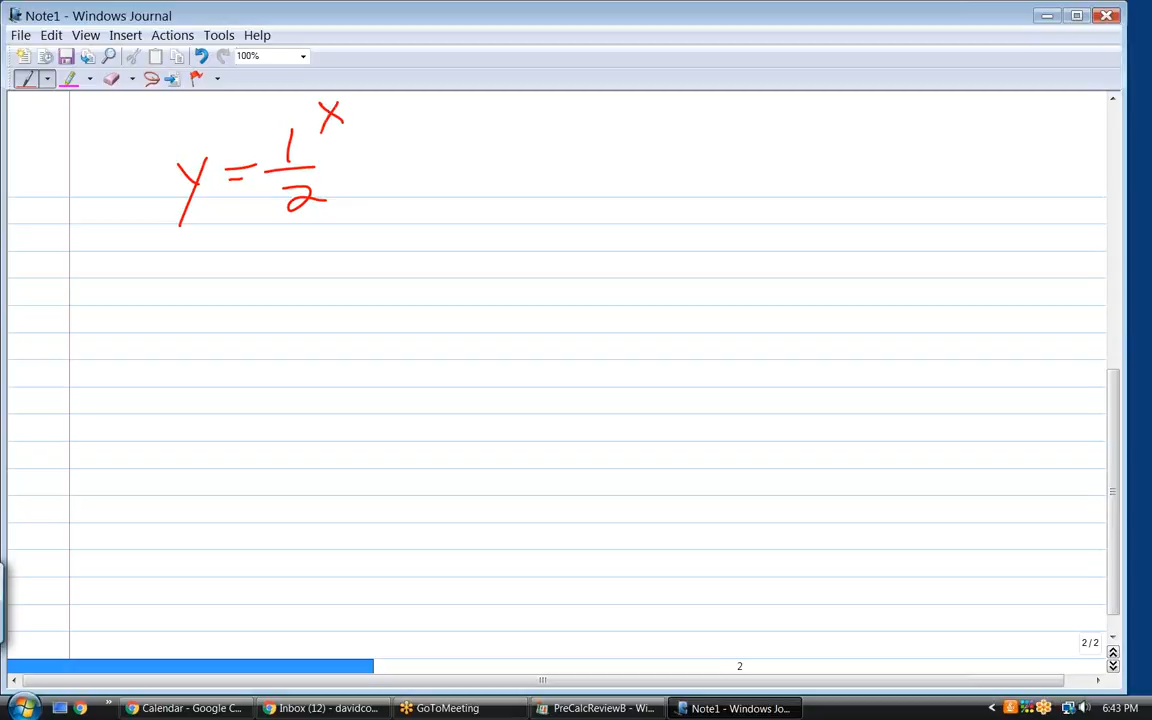 Note1 - Windows Journal
File Edit View Insert Actions Tools Help
100%
y = 1/2 x
2 / 2
2
» Calendar - Google C... Inbox (12) - davidco... GoToMeeting PreCalcReviewB - Wi... Note1 - Windows Jo... < 6:43 PM